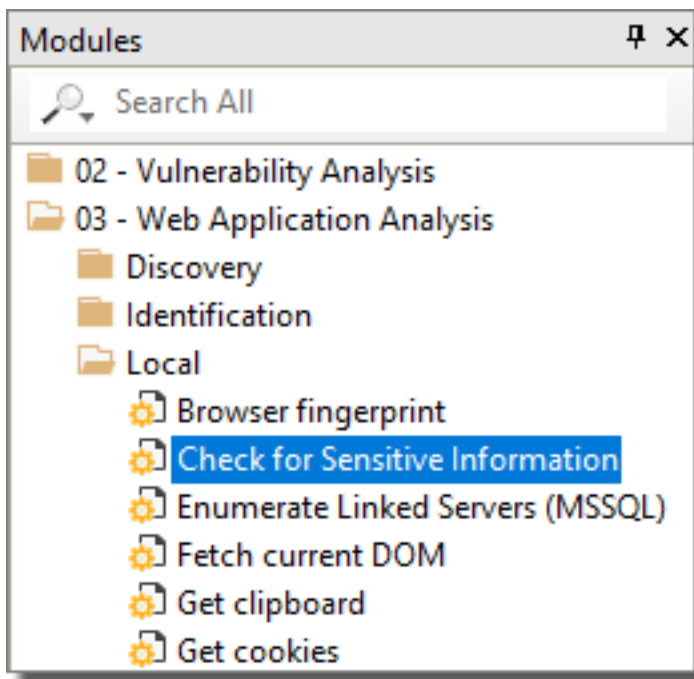 Modules
Search All
02 - Vulnerability Analysis
03 - Web Application Analysis
Discovery
Identification
Local
Browser fingerprint
Check for Sensitive Information
Enumerate Linked Servers (MSSQL)
Fetch current DOM
Get clipboard
Get cookies